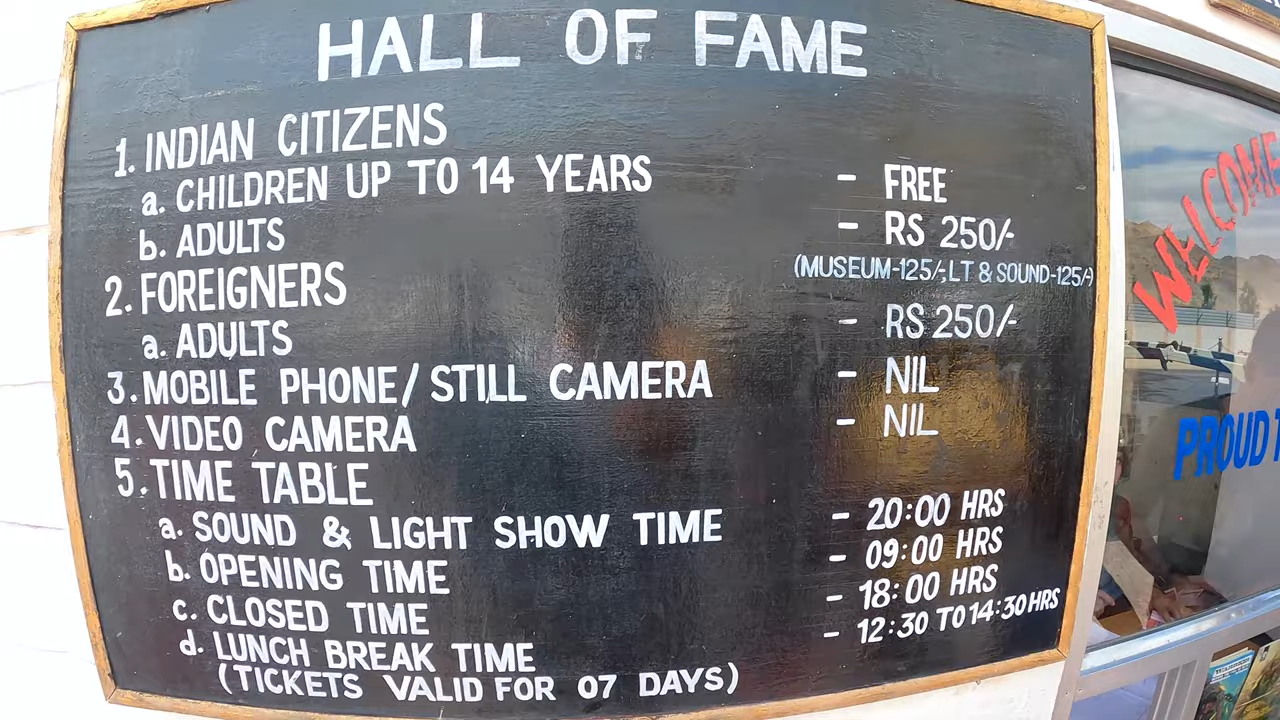 HALL OF FAME
1. INDIAN CITIZENS
a. CHILDREN UP TO 14 YEARS - FREE
b. ADULTS - RS 250/-
(MUSEUM-125/-, LT & SOUND-125/-)
2. FOREIGNERS
a. ADULTS - RS 250/-
3. MOBILE PHONE/STILL CAMERA - NIL
4. VIDEO CAMERA - NIL
5. TIME TABLE
a. SOUND & LIGHT SHOW TIME - 20:00 HRS
b. OPENING TIME - 09:00 HRS
c. CLOSED TIME - 18:00 HRS
d. LUNCH BREAK TIME - 12:30 TO 14:30 HRS
(TICKETS VALID FOR 07 DAYS)
WELCOME
PROUD